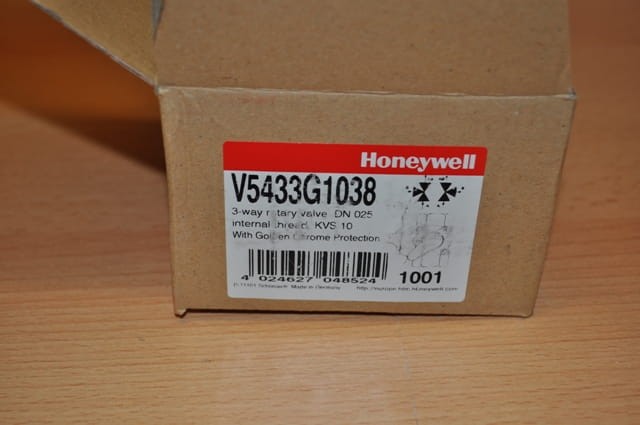 Honeywell
V5433G1038
3-way rotary valve DN 025
internal thread, KVS 10
With Golden Chrome Protection
4 024627 048524
1001
Made in Germany